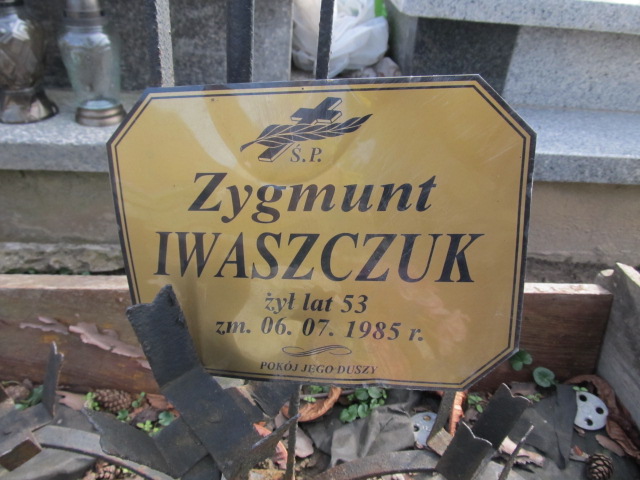 Ś.P.
Zygmunt
IWASZCZUK
żył lat 53
zm. 06. 07. 1985 r.
POKÓJ JEGO DUSZY